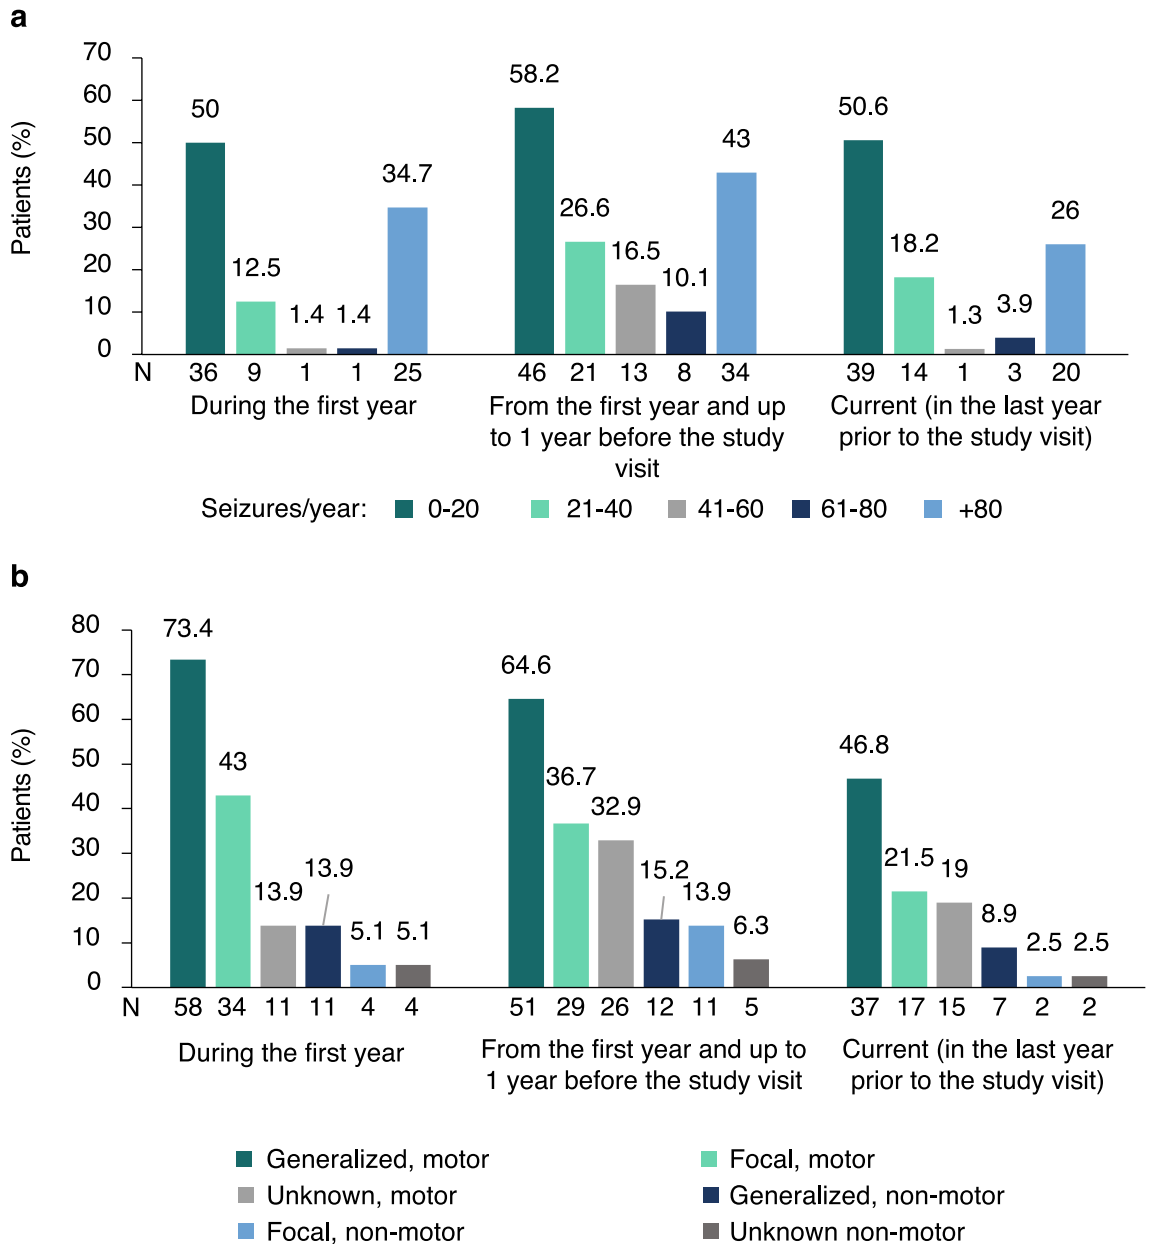 a
Patients (%)
70
60
50
40
30
20
10
0
50
12.5
1.4
1.4
34.7
58.2
26.6
16.5
10.1
43
50.6
18.2
1.3
3.9
26
N 36 9 1 1 25 46 21 13 8 34 39 14 1 3 20
During the first year
From the first year and up
to 1 year before the study
visit
Current (in the last year
prior to the study visit)
Seizures/year: 0-20 21-40 41-60 61-80 +80
b
Patients (%)
80
70
60
50
40
30
20
10
0
73.4
43
13.9
13.9
5.1
5.1
64.6
36.7
32.9
15.2
13.9
6.3
46.8
21.5
19
8.9
2.5
2.5
N 58 34 11 11 4 4 51 29 26 12 11 5 37 17 15 7 2 2
During the first year
From the first year and up to
1 year before the study visit
Current (in the last year
prior to the study visit)
Generalized, motor
Focal, motor
Unknown, motor
Generalized, non-motor
Focal, non-motor
Unknown non-motor